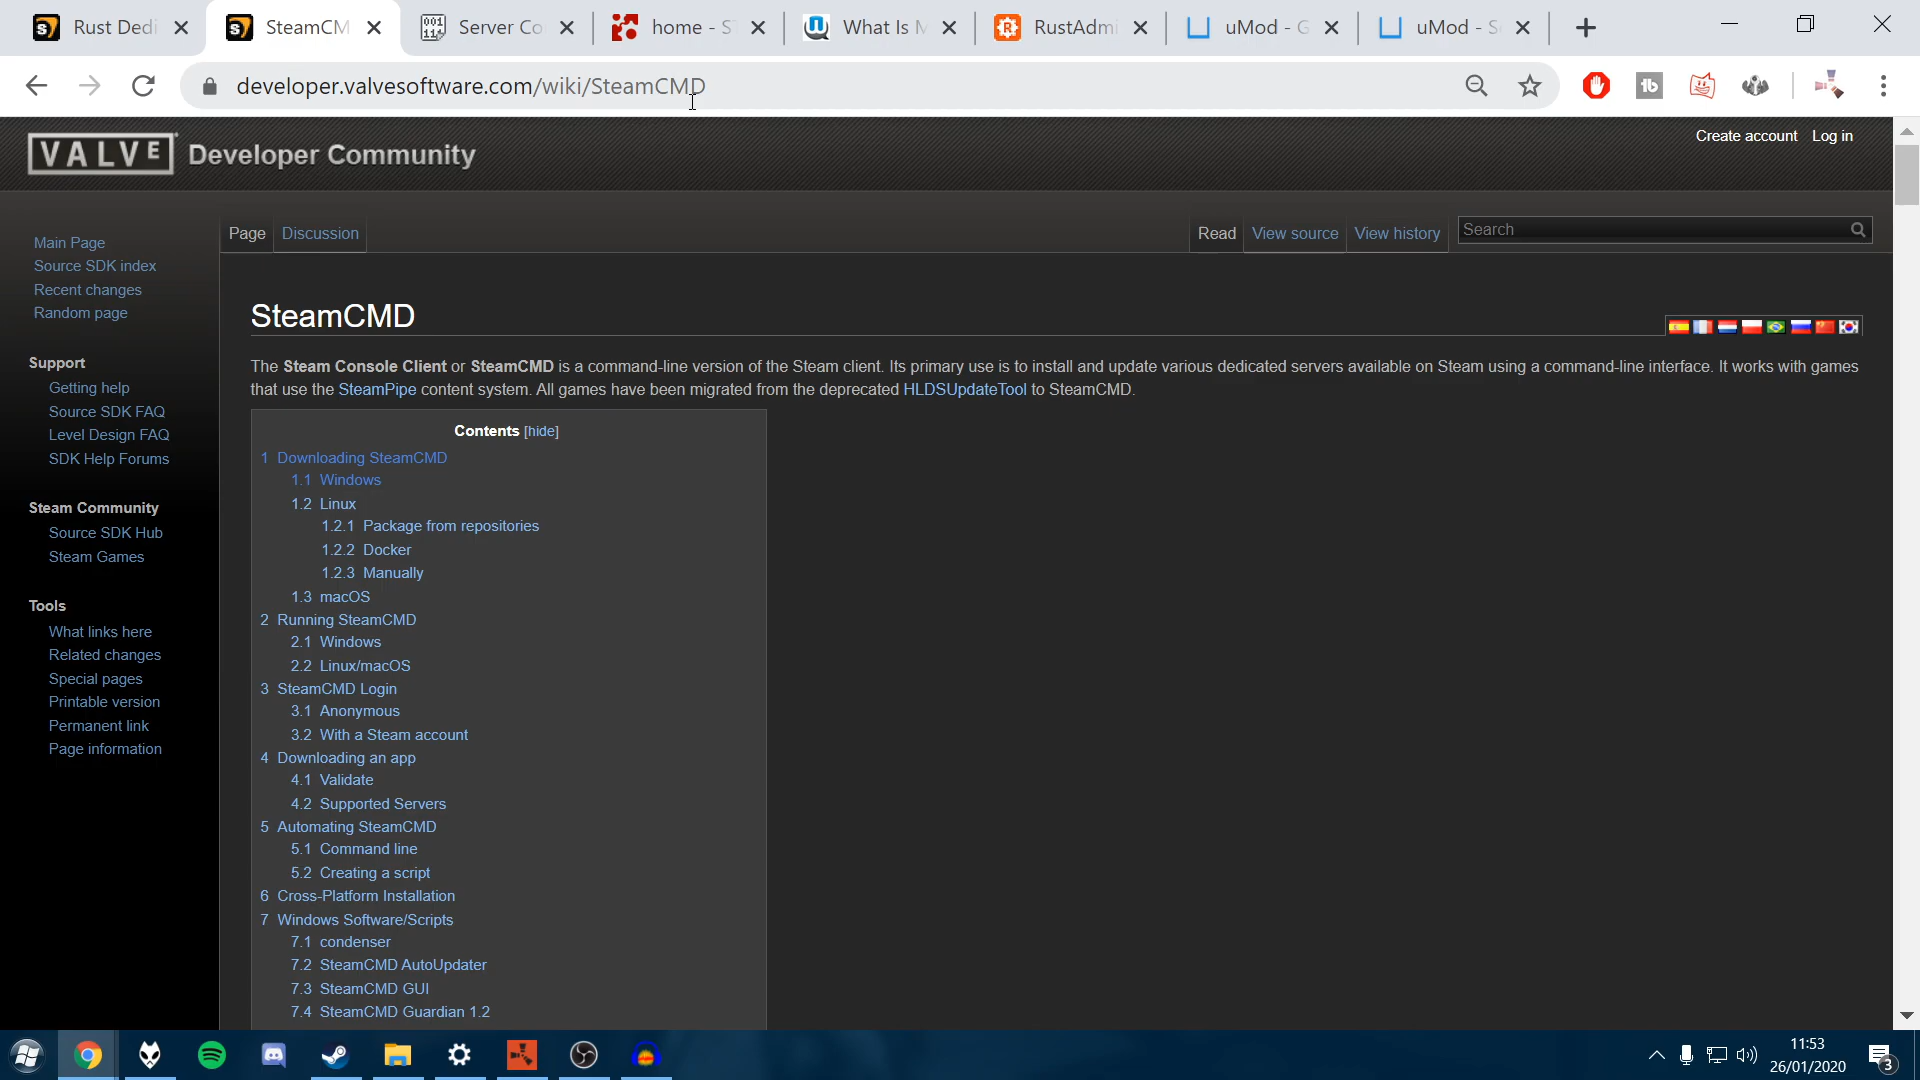 Rust Dedi
SteamCM
Server Co
home - S
What Is M
RustAdmi
uMod - G
uMod - S
developer.valvesoftware.com/wiki/SteamCMD
VALVE Developer Community
Create account Log in
Page Discussion
Read View source View history
Search
Main Page
Source SDK index
Recent changes
Random page
Support
Getting help
Source SDK FAQ
Level Design FAQ
SDK Help Forums
Steam Community
Source SDK Hub
Steam Games
Tools
What links here
Related changes
Special pages
Printable version
Permanent link
Page information
SteamCMD
The Steam Console Client or SteamCMD is a command-line version of the Steam client. Its primary use is to install and update various dedicated servers available on Steam using a command-line interface. It works with games
that use the SteamPipe content system. All games have been migrated from the deprecated HLDSUpdateTool to SteamCMD.
Contents [hide]
1 Downloading SteamCMD
1.1 Windows
1.2 Linux
1.2.1 Package from repositories
1.2.2 Docker
1.2.3 Manually
1.3 macOS
2 Running SteamCMD
2.1 Windows
2.2 Linux/macOS
3 SteamCMD Login
3.1 Anonymous
3.2 With a Steam account
4 Downloading an app
4.1 Validate
4.2 Supported Servers
5 Automating SteamCMD
5.1 Command line
5.2 Creating a script
6 Cross-Platform Installation
7 Windows Software/Scripts
7.1 condenser
7.2 SteamCMD AutoUpdater
7.3 SteamCMD GUI
7.4 SteamCMD Guardian 1.2
11:53
26/01/2020
3